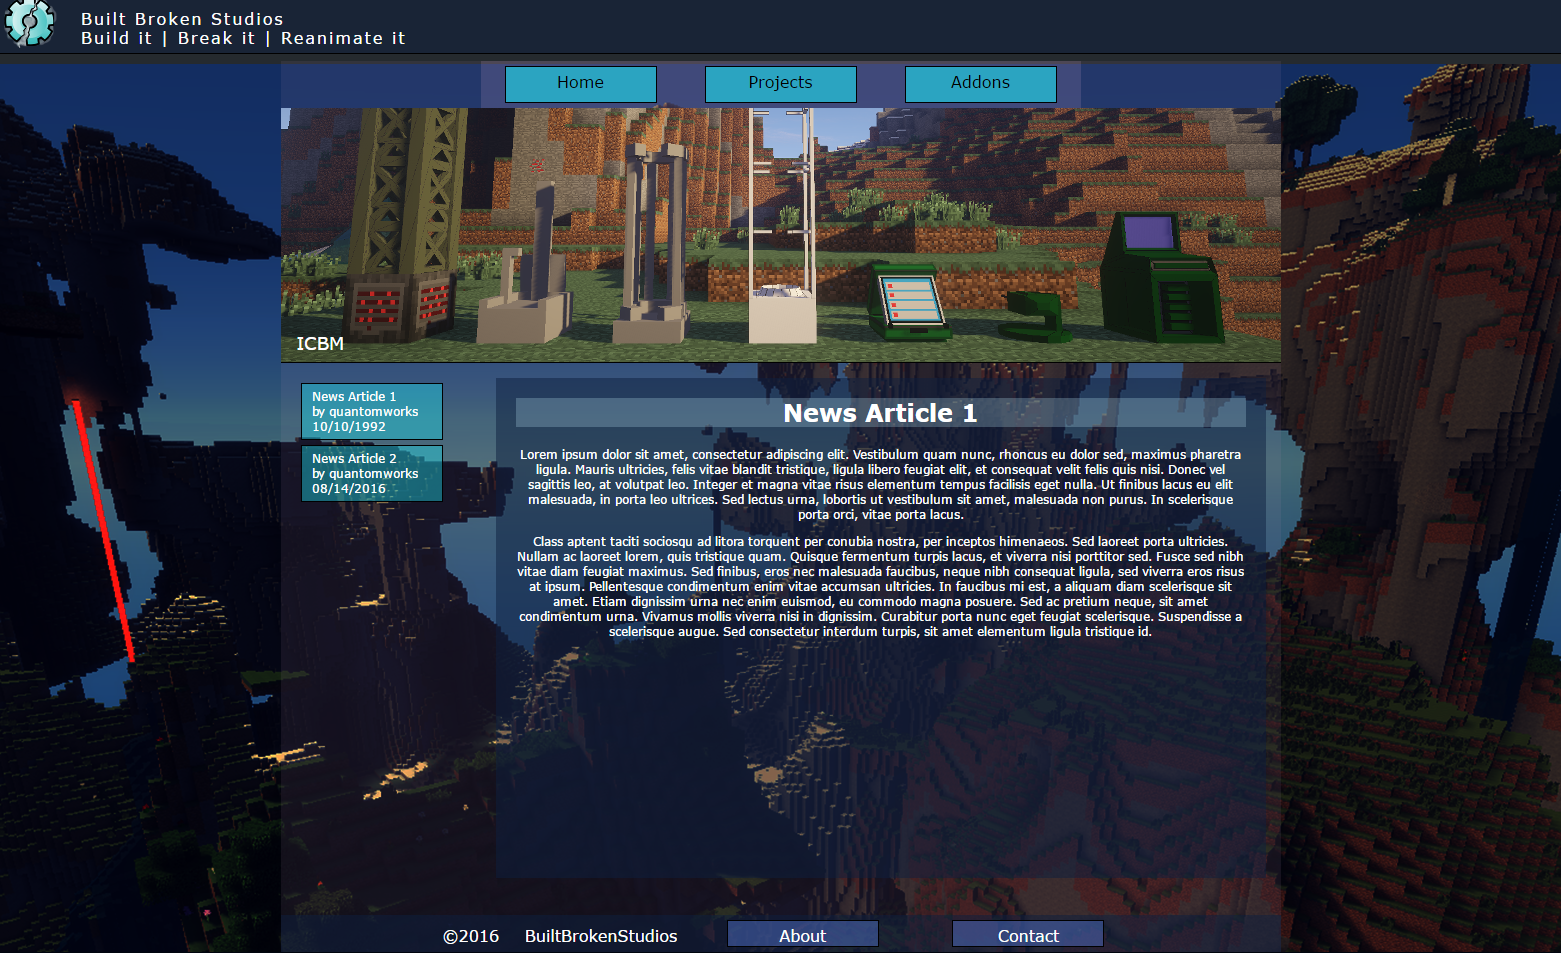 Built Broken Studios
Build it | Break it | Reanimate it
Home
Projects
Addons
ICBM
News Article 1
by quantomworks
10/10/1992
News Article 2
by quantomworks
08/14/2016
News Article 1
Lorem ipsum dolor sit amet, consectetur adipiscing elit. Vestibulum quam nunc, rhoncus eu dolor sed, maximus pharetra
ligula. Mauris ultricies, felis vitae blandit tristique, ligula libero feugiat elit, et consequat velit felis quis nisi. Donec vel
sagittis leo, at volutpat leo. Integer et magna vitae risus elementum tempus facilisis eget nulla. Ut finibus lacus eu elit
malesuada, in porta leo ultrices. Sed lectus urna, lobortis ut vestibulum sit amet, malesuada non purus. In scelerisque
porta orci, vitae porta lacus.
Class aptent taciti sociosqu ad litora torquent per conubia nostra, per inceptos himenaeos. Sed laoreet porta ultricies.
Nullam ac laoreet lorem, quis tristique quam. Quisque fermentum turpis lacus, et viverra nisi porttitor sed. Fusce sed nibh
vitae diam feugiat maximus. Sed finibus, eros nec malesuada faucibus, neque nibh consequat ligula, sed viverra eros risus
at ipsum. Pellentesque condimentum enim vitae accumsan ultricies. In faucibus mi est, a aliquam diam scelerisque sit
amet. Etiam dignissim urna nec enim euismod, eu commodo magna posuere. Sed ac pretium neque, sit amet
condimentum urna. Vivamus mollis viverra nisi in dignissim. Curabitur porta nunc eget feugiat scelerisque. Suspendisse a
scelerisque augue. Sed consectetur interdum turpis, sit amet elementum ligula tristique id.
©2016 BuiltBrokenStudios
About
Contact